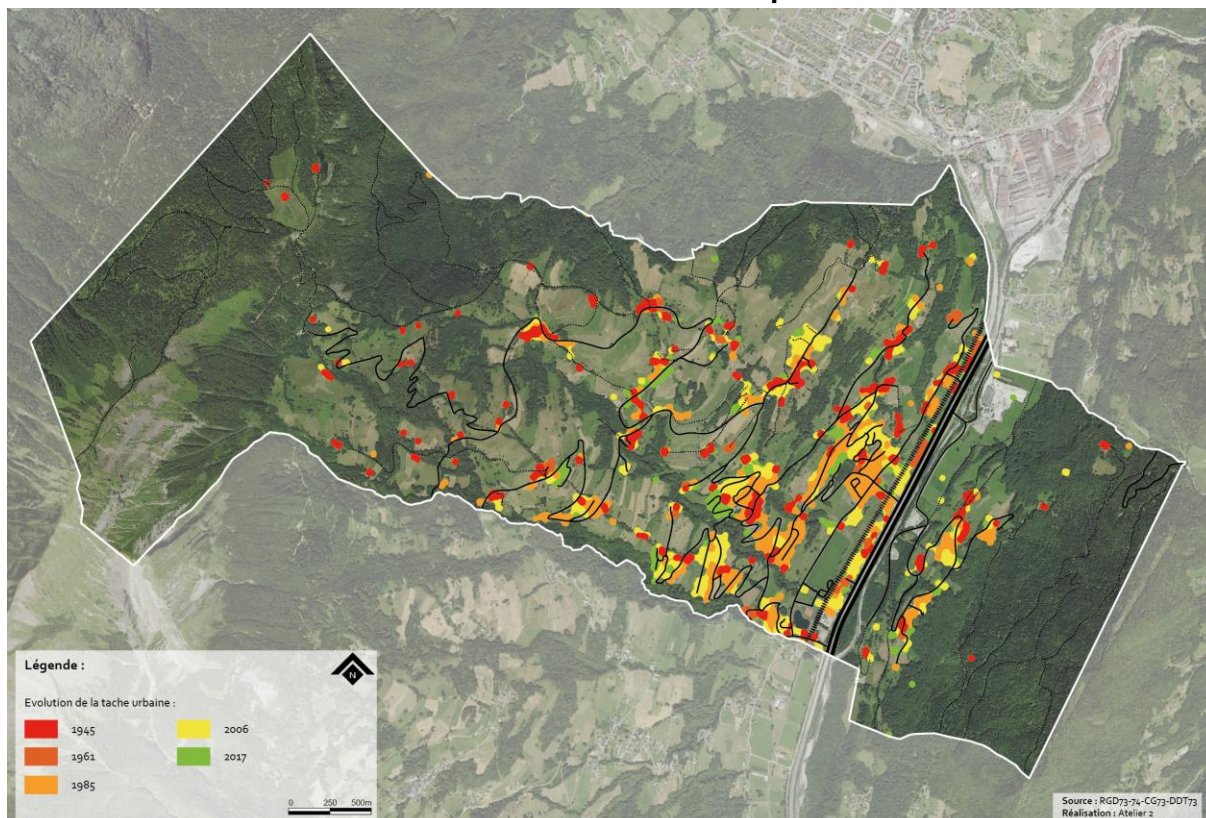 Légende :
N
Evolution de la tache urbaine :
1945
2006
1961
2017
1985
0 250 500m
Source : RGD73-74-CG73-DDT73
Réalisation : Atelier 2